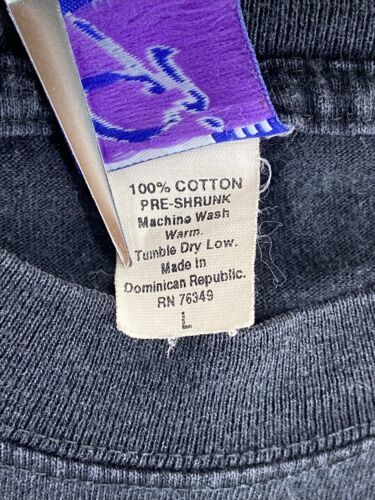 100% COTTON
PRE-SHRUNK
Machine Wash
Warm.
Tumble Dry Low.
Made In
Dominican Republic.
RN 76349
L